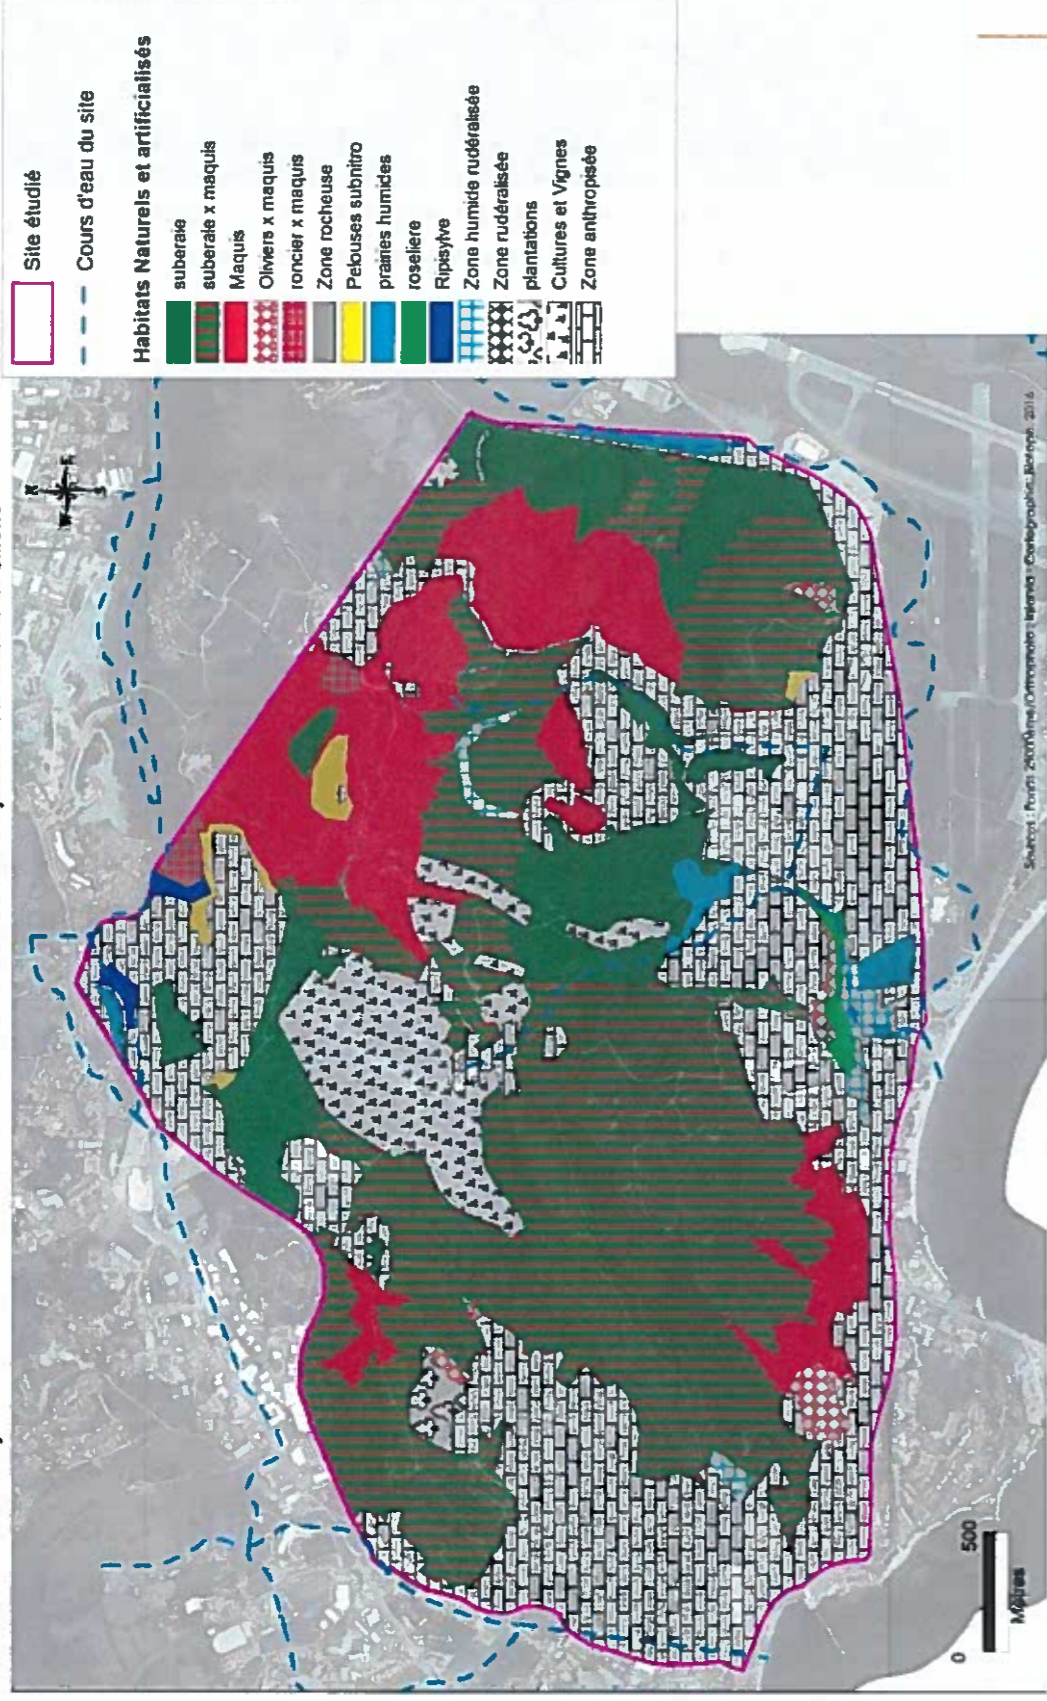 Site étudié
Cours d'eau du site
Habitats Naturels et artificialisés
suberaie
suberaie x maquis
Maquis
Oliviers x maquis
roncier x maquis
Zone rocheuse
Pelouses subnitro
prairies humides
roseliere
Ripisylve
Zone humide rudéralisée
Zone rudéralisée
plantations
Cultures et Vignes
Zone anthropisée
N
W E
S
0 500
Mètres
2016